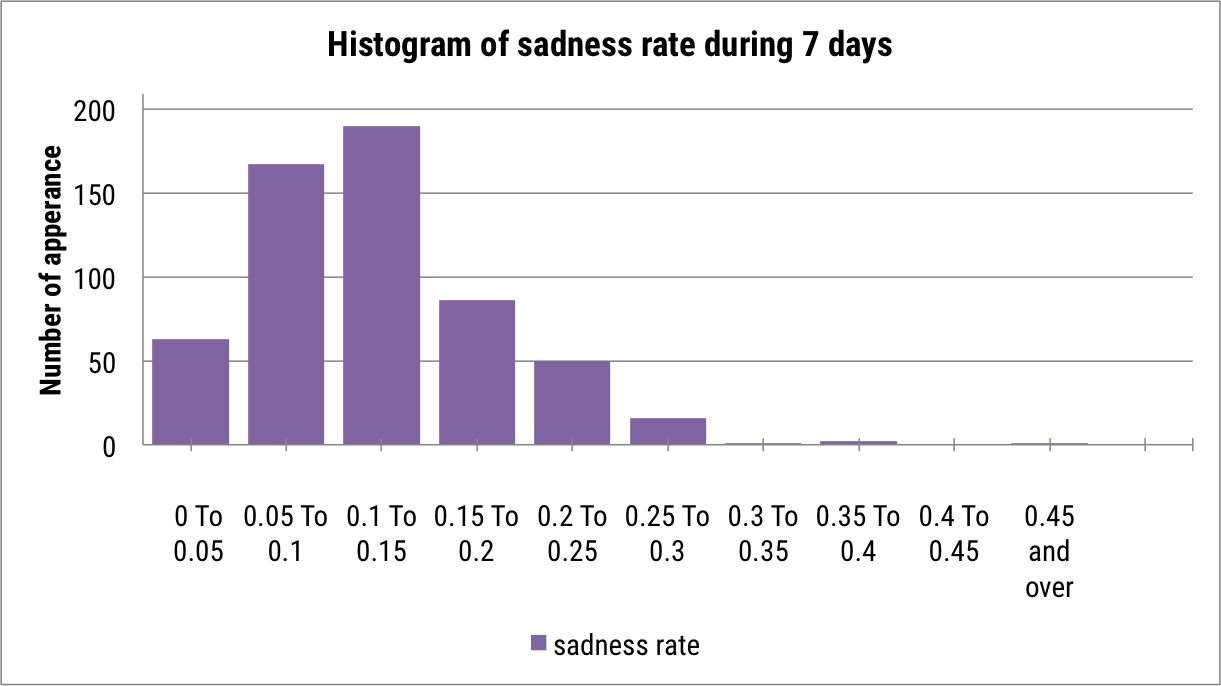 Histogram of sadness rate during 7 days
Number of apperance
200
150
100
50
0
0 To 0.05 To 0.1 To 0.15 To 0.2 To 0.25 To 0.3 To 0.35 To 0.4 To 0.45
0.05 0.1 0.15 0.2 0.25 0.3 0.35 0.4 0.45 and
over
sadness rate